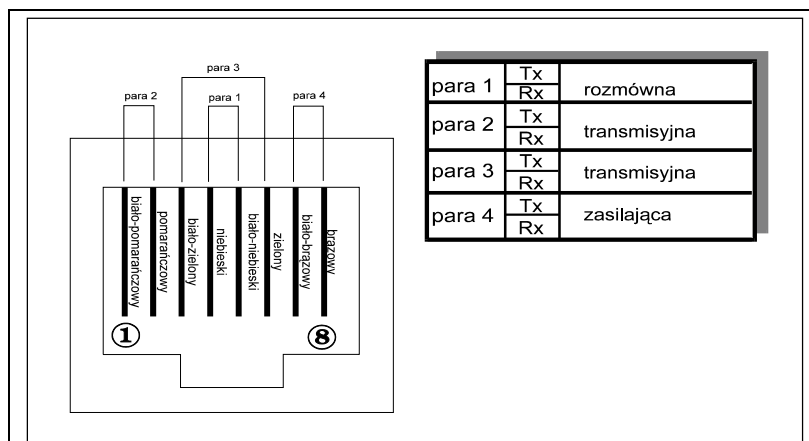 para 3
para 2
para 1
para 4
biało-pomarańczowy
pomarańczowy
biało-zielony
niebieski
biało-niebieski
zielony
biało-brązowy
brązowy
1
8
para 1 Tx Rx rozmówna
para 2 Tx Rx transmisyjna
para 3 Tx Rx transmisyjna
para 4 Tx Rx zasilająca